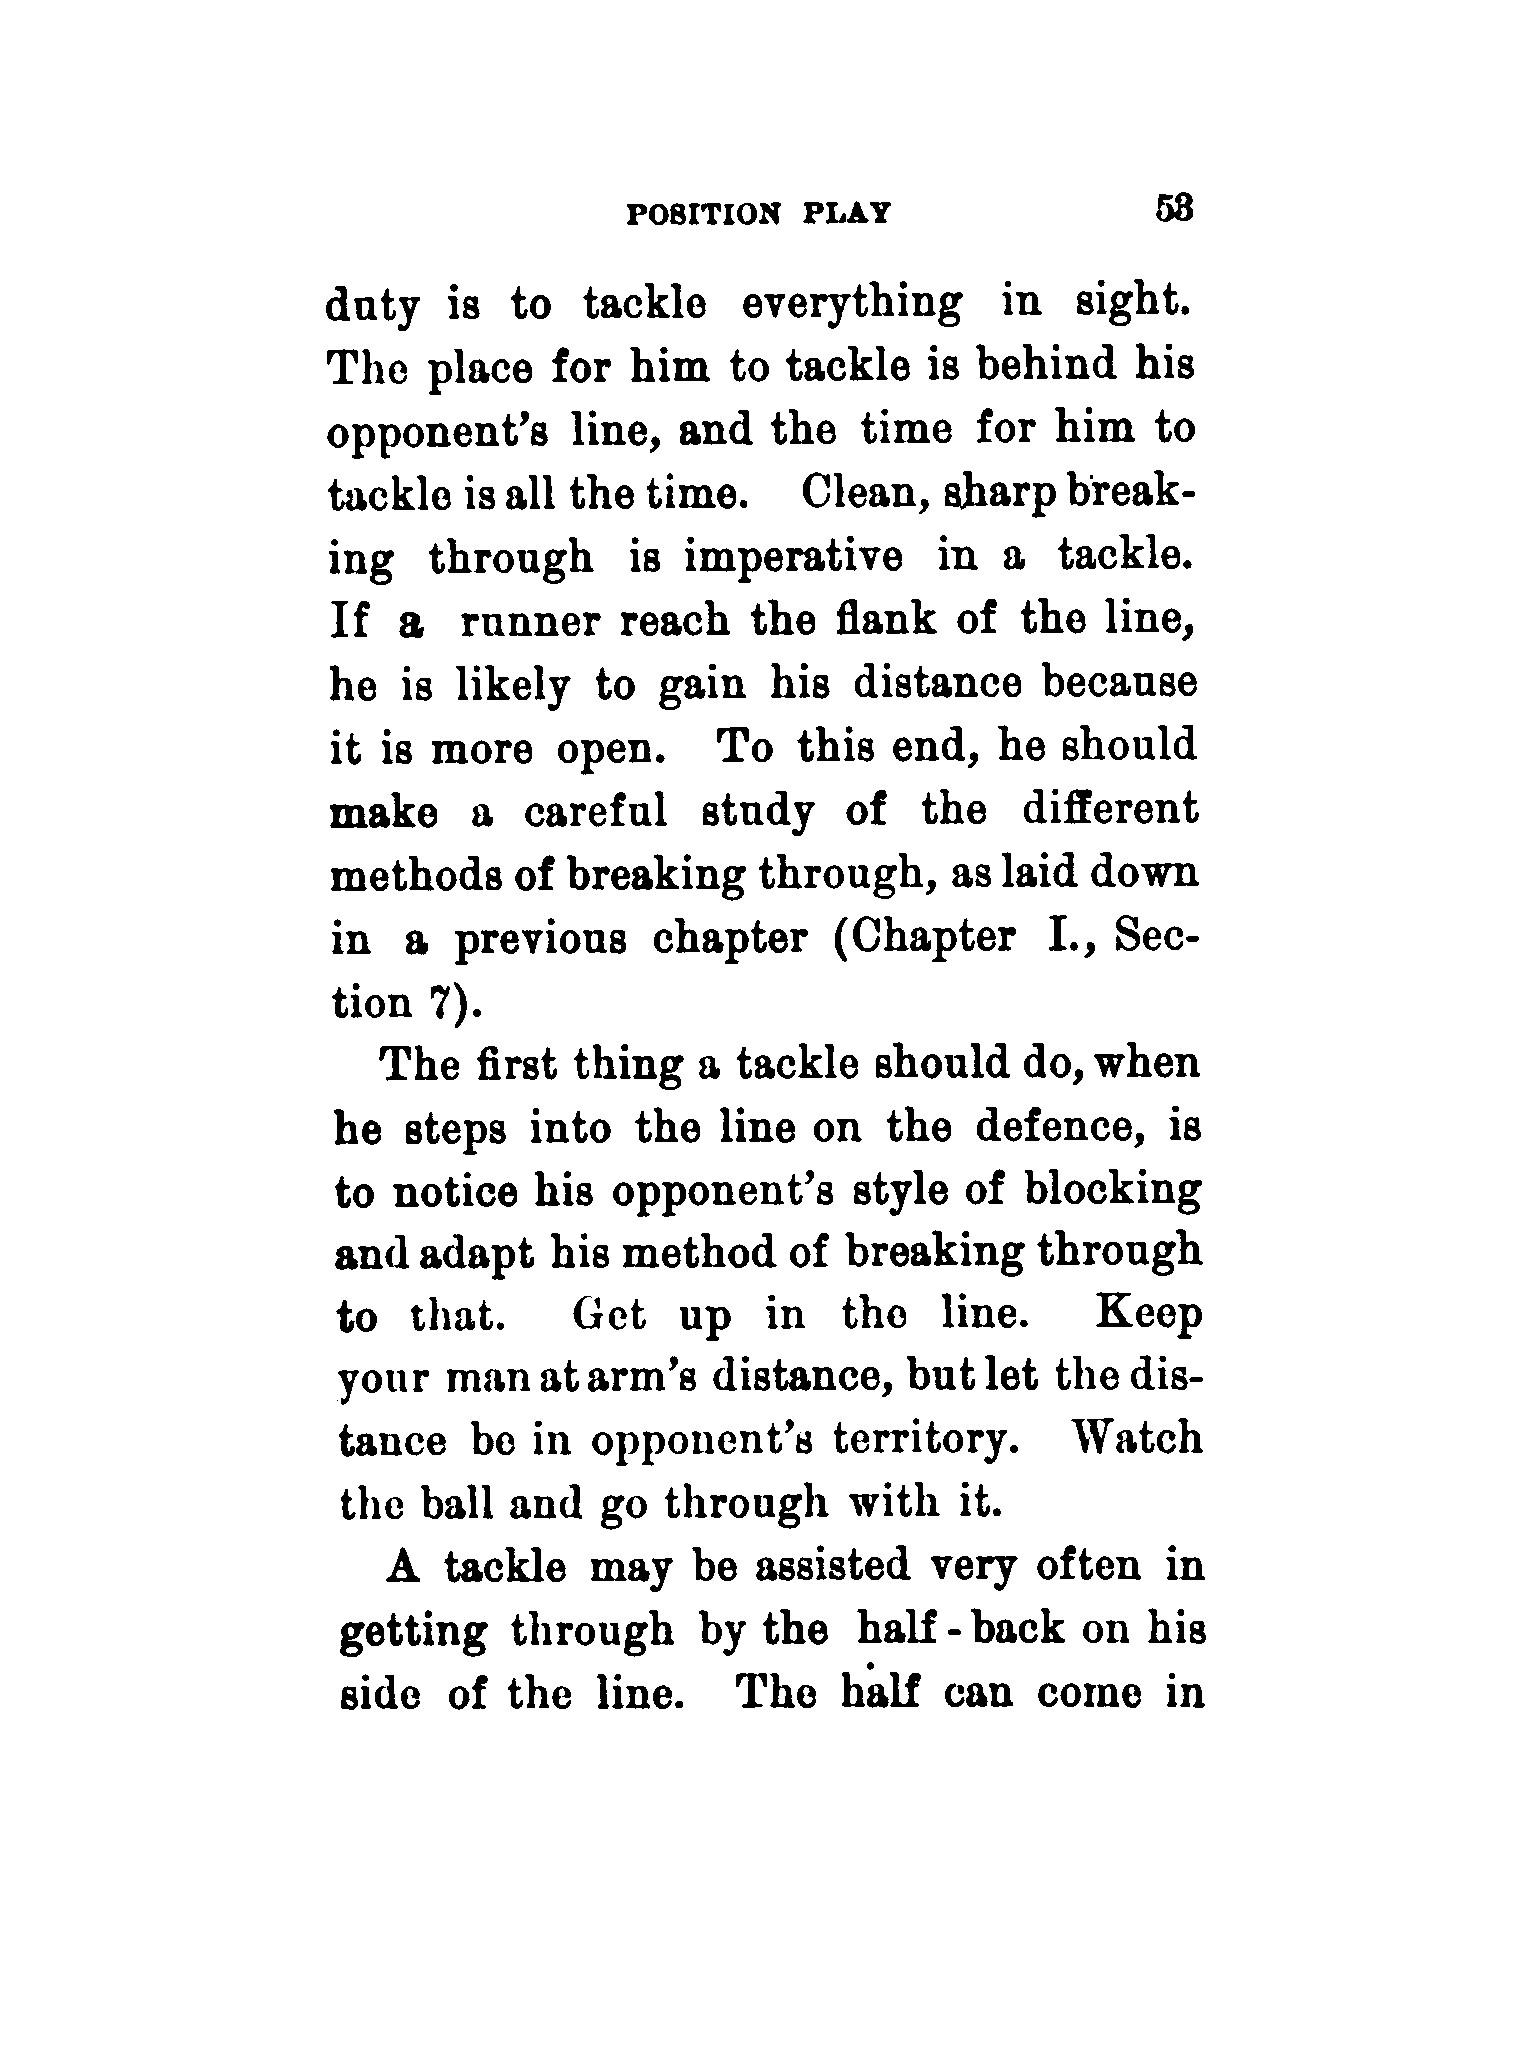 POSITION PLAY 53
duty is to tackle everything in sight.
The place for him to tackle is behind his
opponent's line, and the time for him to
tackle is all the time. Clean, sharp break-
ing through is imperative in a tackle.
If a runner reach the flank of the line,
he is likely to gain his distance because
it is more open. To this end, he should
make a careful study of the different
methods of breaking through, as laid down
in a previous chapter (Chapter I., Sec-
tion 7).
The first thing a tackle should do, when
he steps into the line on the defence, is
to notice his opponent's style of blocking
and adapt his method of breaking through
to that. Get up in the line. Keep
your man at arm's distance, but let the dis-
tance be in opponent's territory. Watch
the ball and go through with it.
A tackle may be assisted very often in
getting through by the half-back on his
side of the line. The half can come in